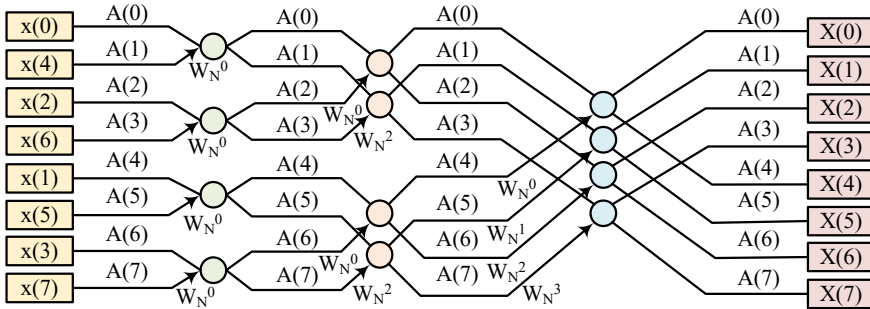 x(0) A(0) A(0) A(0) A(0) X(0)
x(4) A(1) A(1) A(1) A(1) X(1)
W_N^0
x(2) A(2) A(2) A(2) A(2) X(2)
W_N^0
x(6) A(3) A(3) A(3) A(3) X(3)
W_N^0 W_N^2
x(1) A(4) A(4) A(4) A(4) X(4)
W_N^0
x(5) A(5) A(5) A(5) A(5) X(5)
W_N^0 W_N^1
x(3) A(6) A(6) A(6) A(6) X(6)
W_N^0 W_N^2
x(7) A(7) A(7) A(7) A(7) X(7)
W_N^0 W_N^2 W_N^3